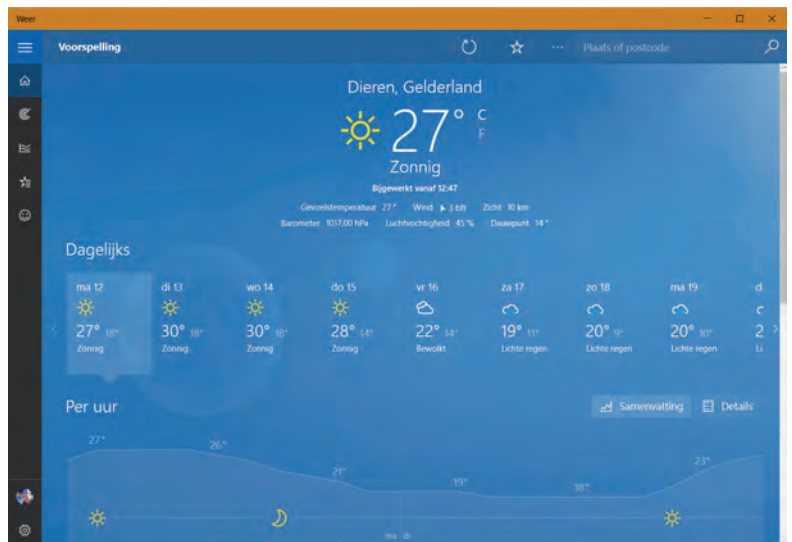 Weer
Voorspelling
Plaats of postcode
Dieren, Gelderland
27° C
F
Zonnig
Bijgewerkt vanaf 12:47
Gevoelstemperatuur 27° Wind 3 bft Zicht 10 km
Barometer 1017,00 hPa Luchtvochtigheid 45 % Dauwpunt 14°
Dagelijks
ma 12 di 13 wo 14 do 15 vr 16 za 17 zo 18 ma 19 d
27° 18° 30° 18° 30° 18° 28° 14° 22° 14° 19° 11° 20° 9° 20° 10° 2
Zonnig Zonnig Zonnig Zonnig Bewolkt Lichte regen Lichte regen Lichte regen Li
Per uur
Samenvatting Details
27° 26° 21° 19° 18° 23°
ma di